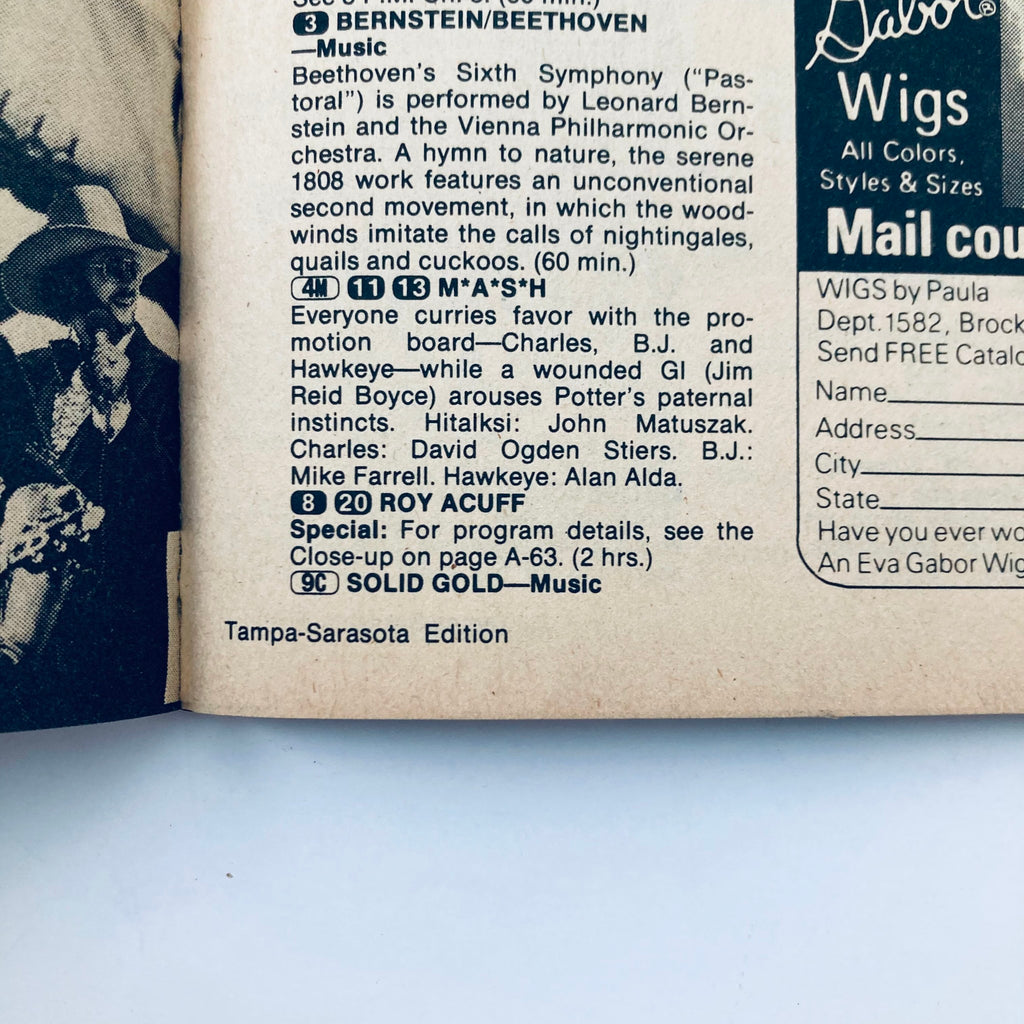 3 BERNSTEIN/BEETHOVEN
—Music
Beethoven's Sixth Symphony ("Pas-
toral") is performed by Leonard Bern-
stein and the Vienna Philharmonic Or-
chestra. A hymn to nature, the serene
1808 work features an unconventional
second movement, in which the wood-
winds imitate the calls of nightingales,
quails and cuckoos. (60 min.)
4M 11 13 M*A*S*H
Everyone curries favor with the pro-
motion board—Charles, B.J. and
Hawkeye—while a wounded GI (Jim
Reid Boyce) arouses Potter's paternal
instincts. Hitalksi: John Matuszak.
Charles: David Ogden Stiers. B.J.:
Mike Farrell. Hawkeye: Alan Alda.
8 20 ROY ACUFF
Special: For program details, see the
Close-up on page A-63. (2 hrs.)
9C SOLID GOLD—Music
Tampa-Sarasota Edition
Gabor®
Wigs
All Colors,
Styles & Sizes
Mail cou
WIGS by Paula
Dept. 1582, Brock
Send FREE Catalo
Name
Address
City
State
Have you ever wo
An Eva Gabor Wig